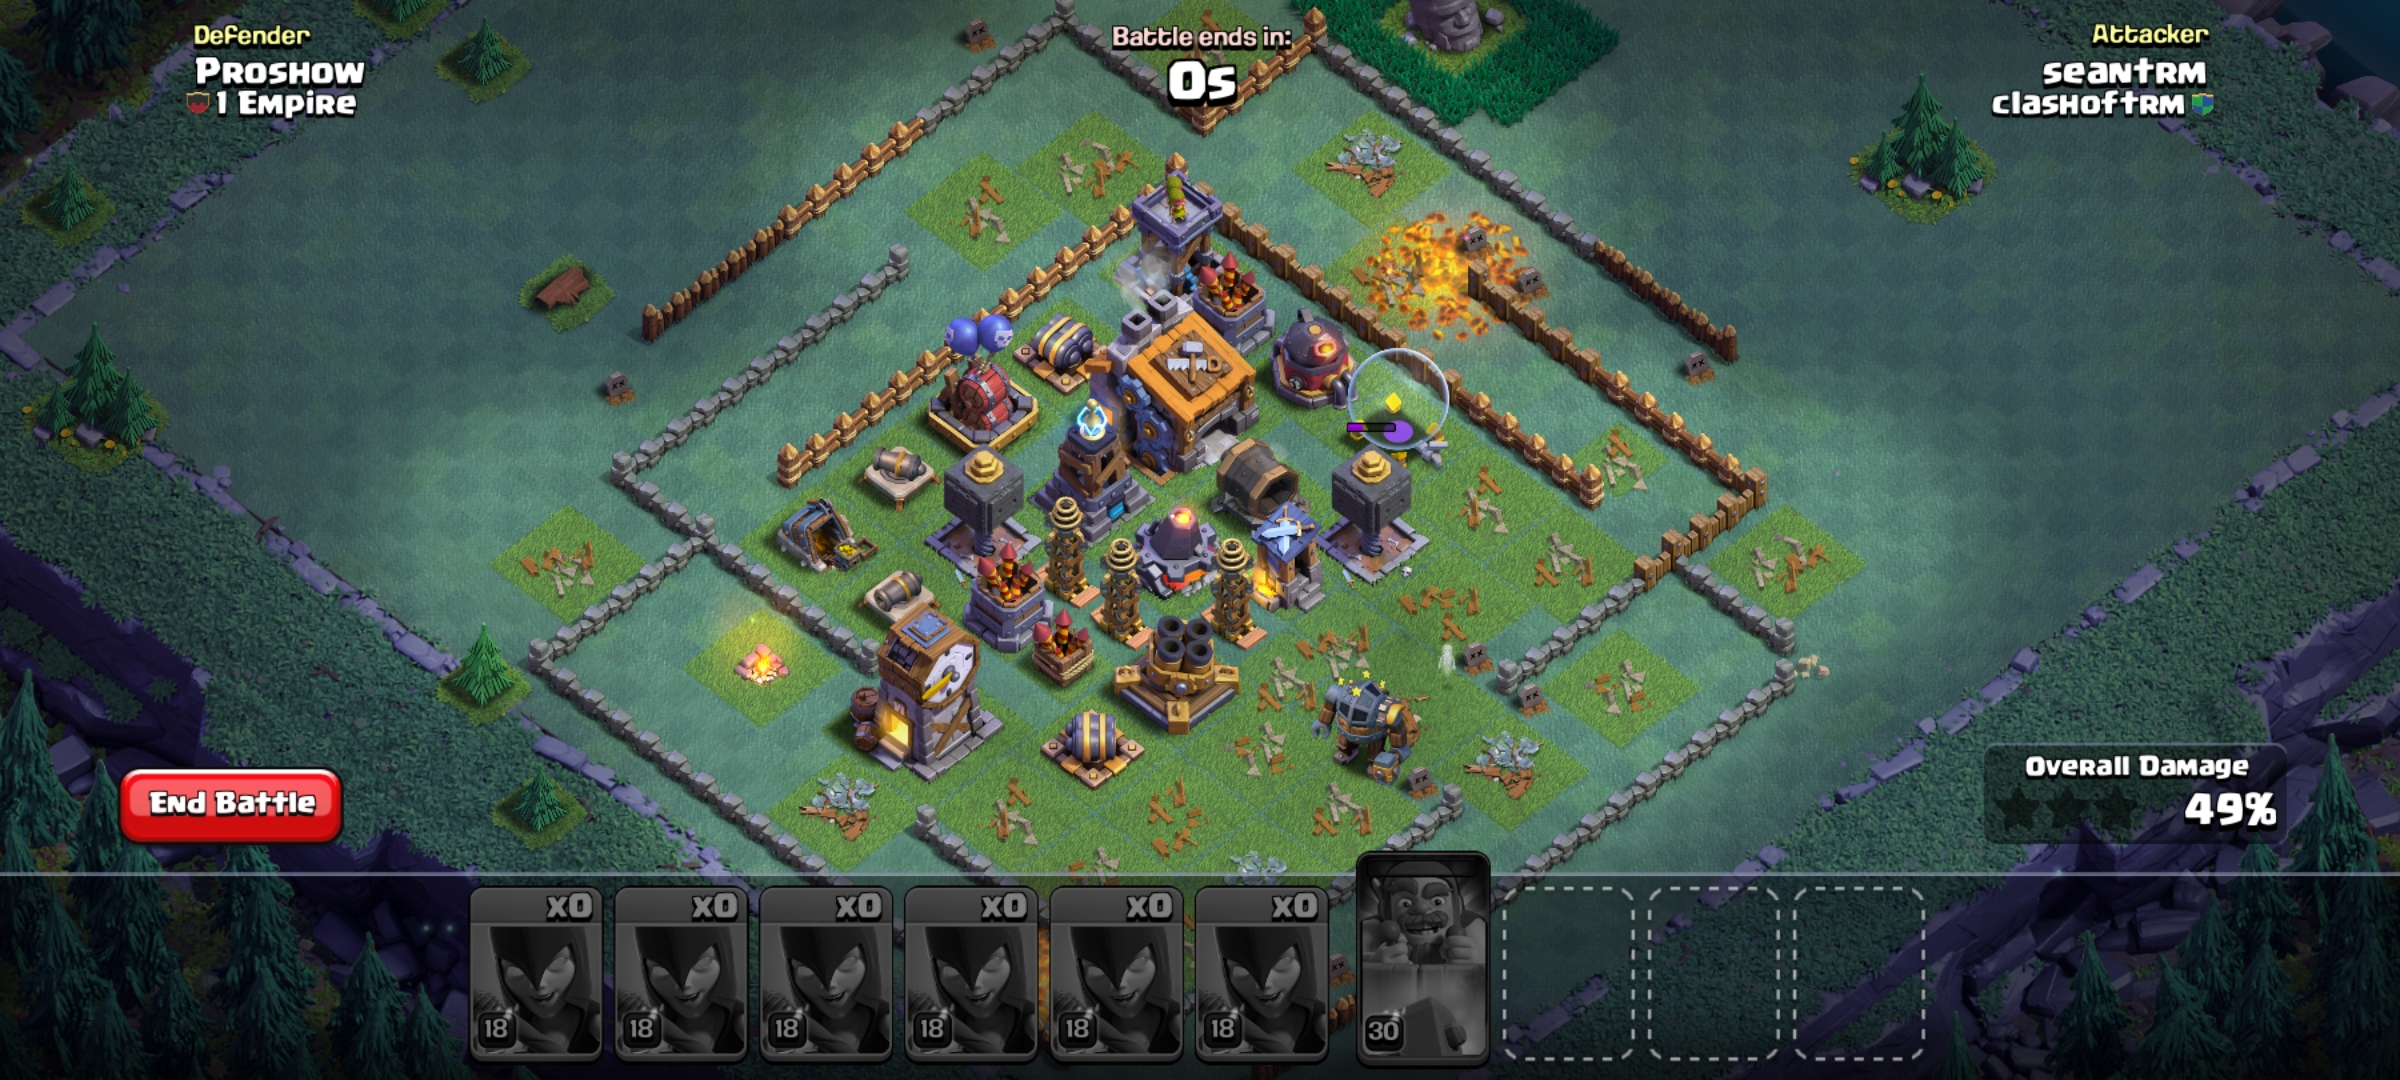 Defender
Proshow
1 Empire
Battle ends in:
0s
Attacker
seantrm
clashoftrm
End Battle
Overall Damage
49%
x0
x0
x0
x0
x0
x0
18
18
18
18
18
18
30